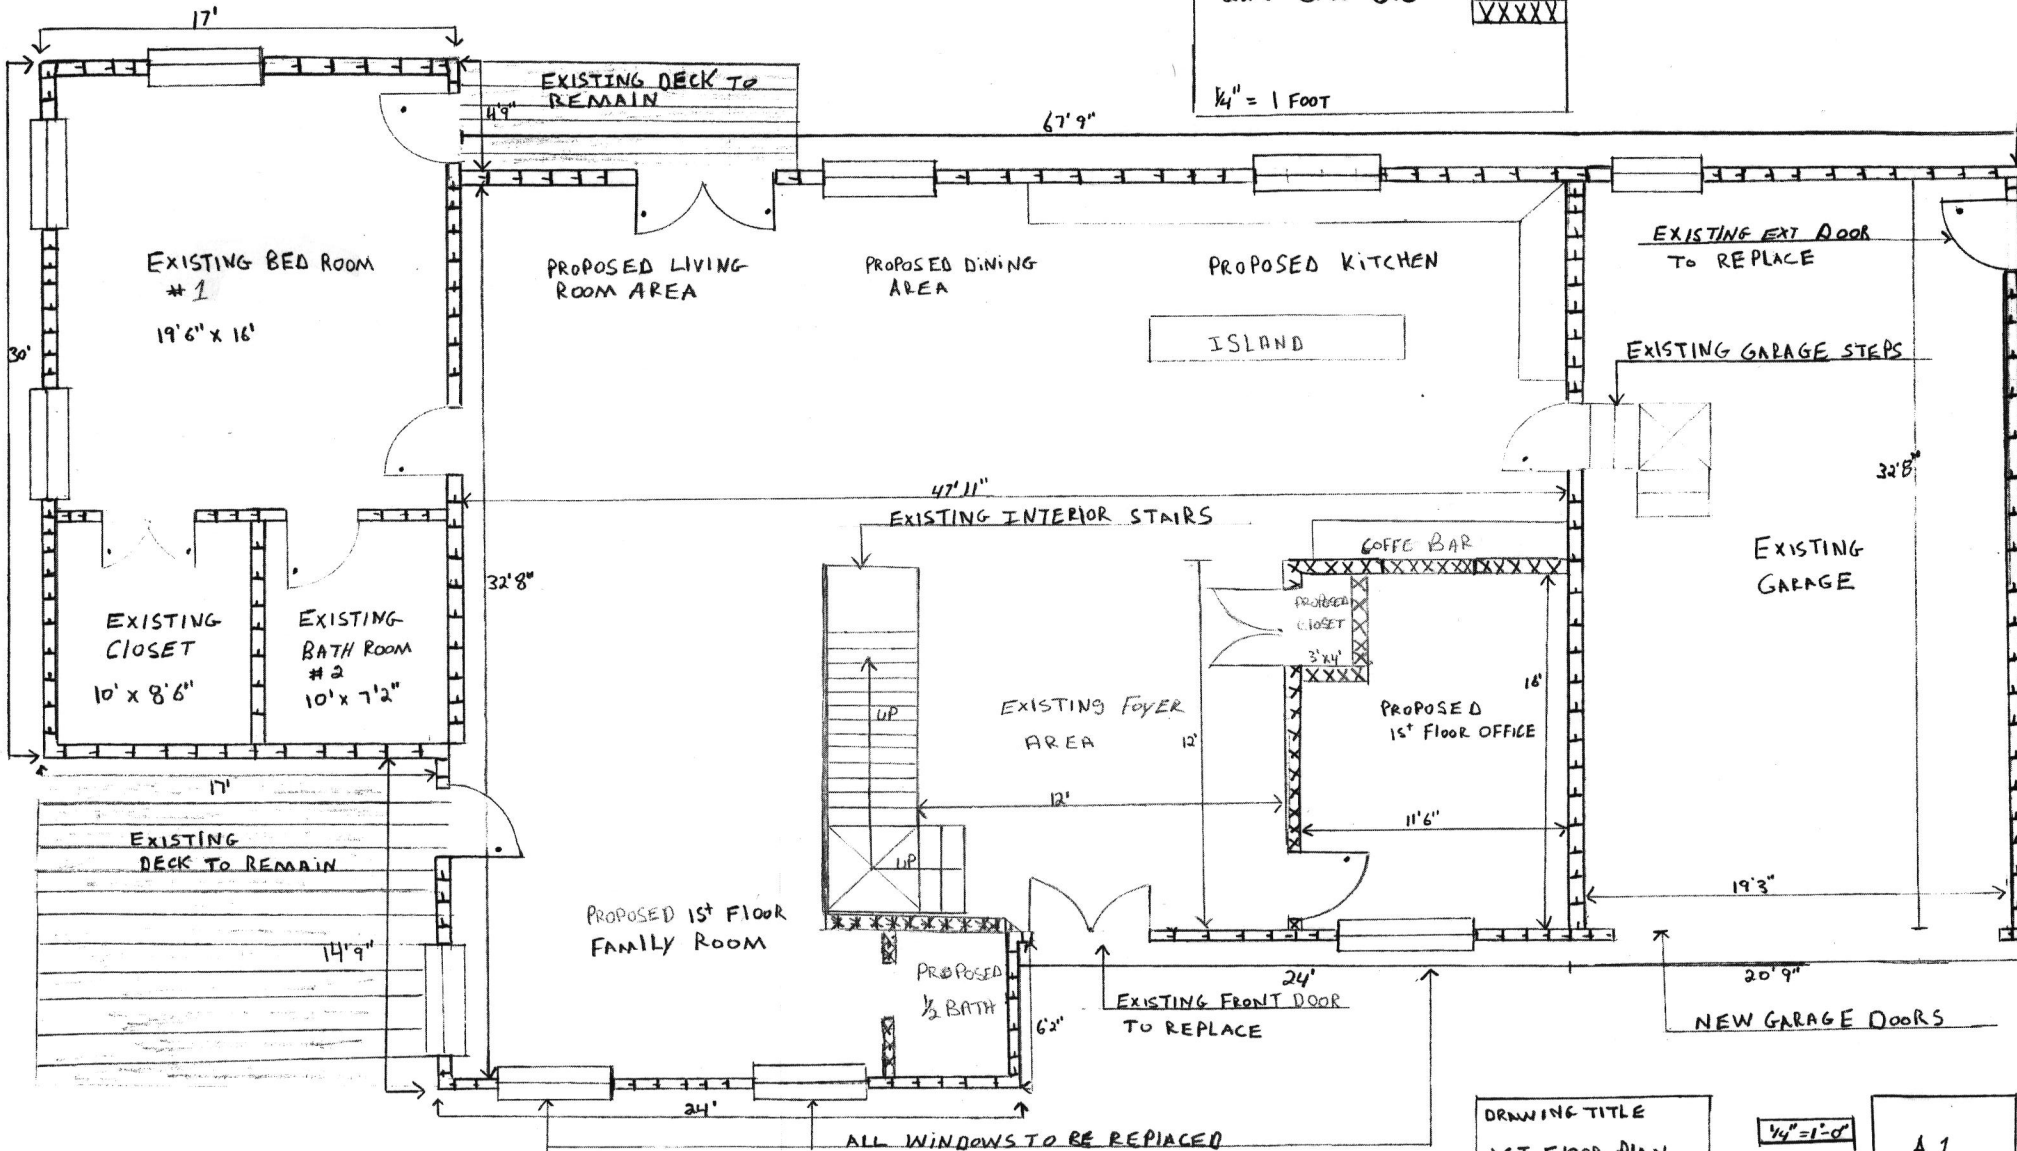 17'
XXXXX
1/4" = 1 FOOT
EXISTING DECK TO
REMAIN
4'9"
67'9"
EXISTING BED ROOM
#1
19'6" x 16'
30'
PROPOSED LIVING
ROOM AREA
PROPOSED DINING
AREA
PROPOSED KITCHEN
ISLAND
EXISTING EXT DOOR
TO REPLACE
EXISTING GARAGE STEPS
32'8"
47'11"
EXISTING INTERIOR STAIRS
COFFE BAR
EXISTING
GARAGE
32'8"
EXISTING
CLOSET
10' x 8'6"
EXISTING
BATH ROOM
#2
10' x 7'2"
PROPOSED
CLOSET
3'x4'
UP
EXISTING FOYER
AREA
12'
16'
PROPOSED
1st FLOOR OFFICE
17'
12'
11'6"
EXISTING
DECK TO REMAIN
UP
19'3"
PROPOSED 1st FLOOR
FAMILY ROOM
14'9"
PROPOSED
1/2 BATH
24'
20'9"
EXISTING FRONT DOOR
TO REPLACE
6'2"
NEW GARAGE DOORS
24'
ALL WINDOWS TO BE REPLACED
DRAWING TITLE
1ST FLOOR PLAN
1/4"=1'-0"
A 1